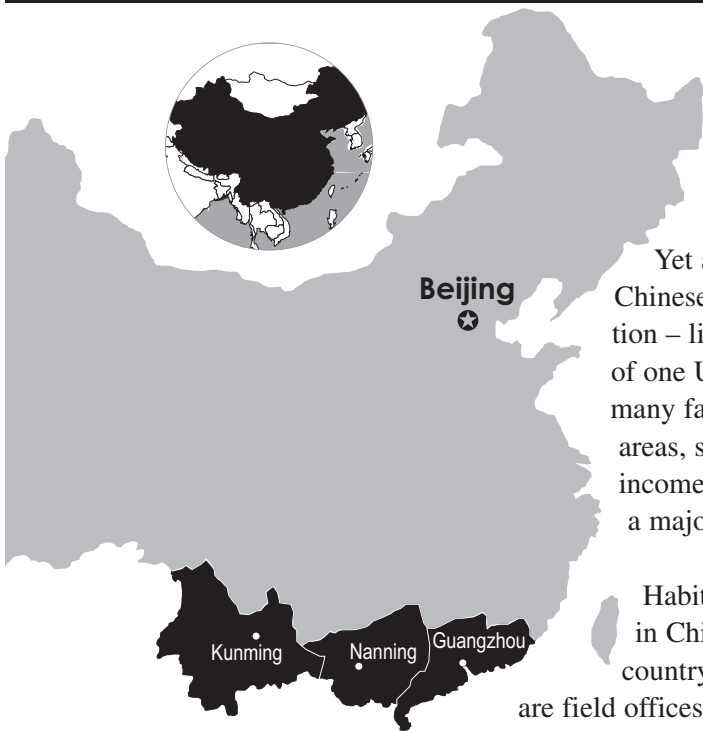 Beijing
Yet a
Chinese
tion – li
of one U
many fa
areas, s
income
a majo
Habit
in Chi
country
are field offices
Kunming
Nanning
Guangzhou